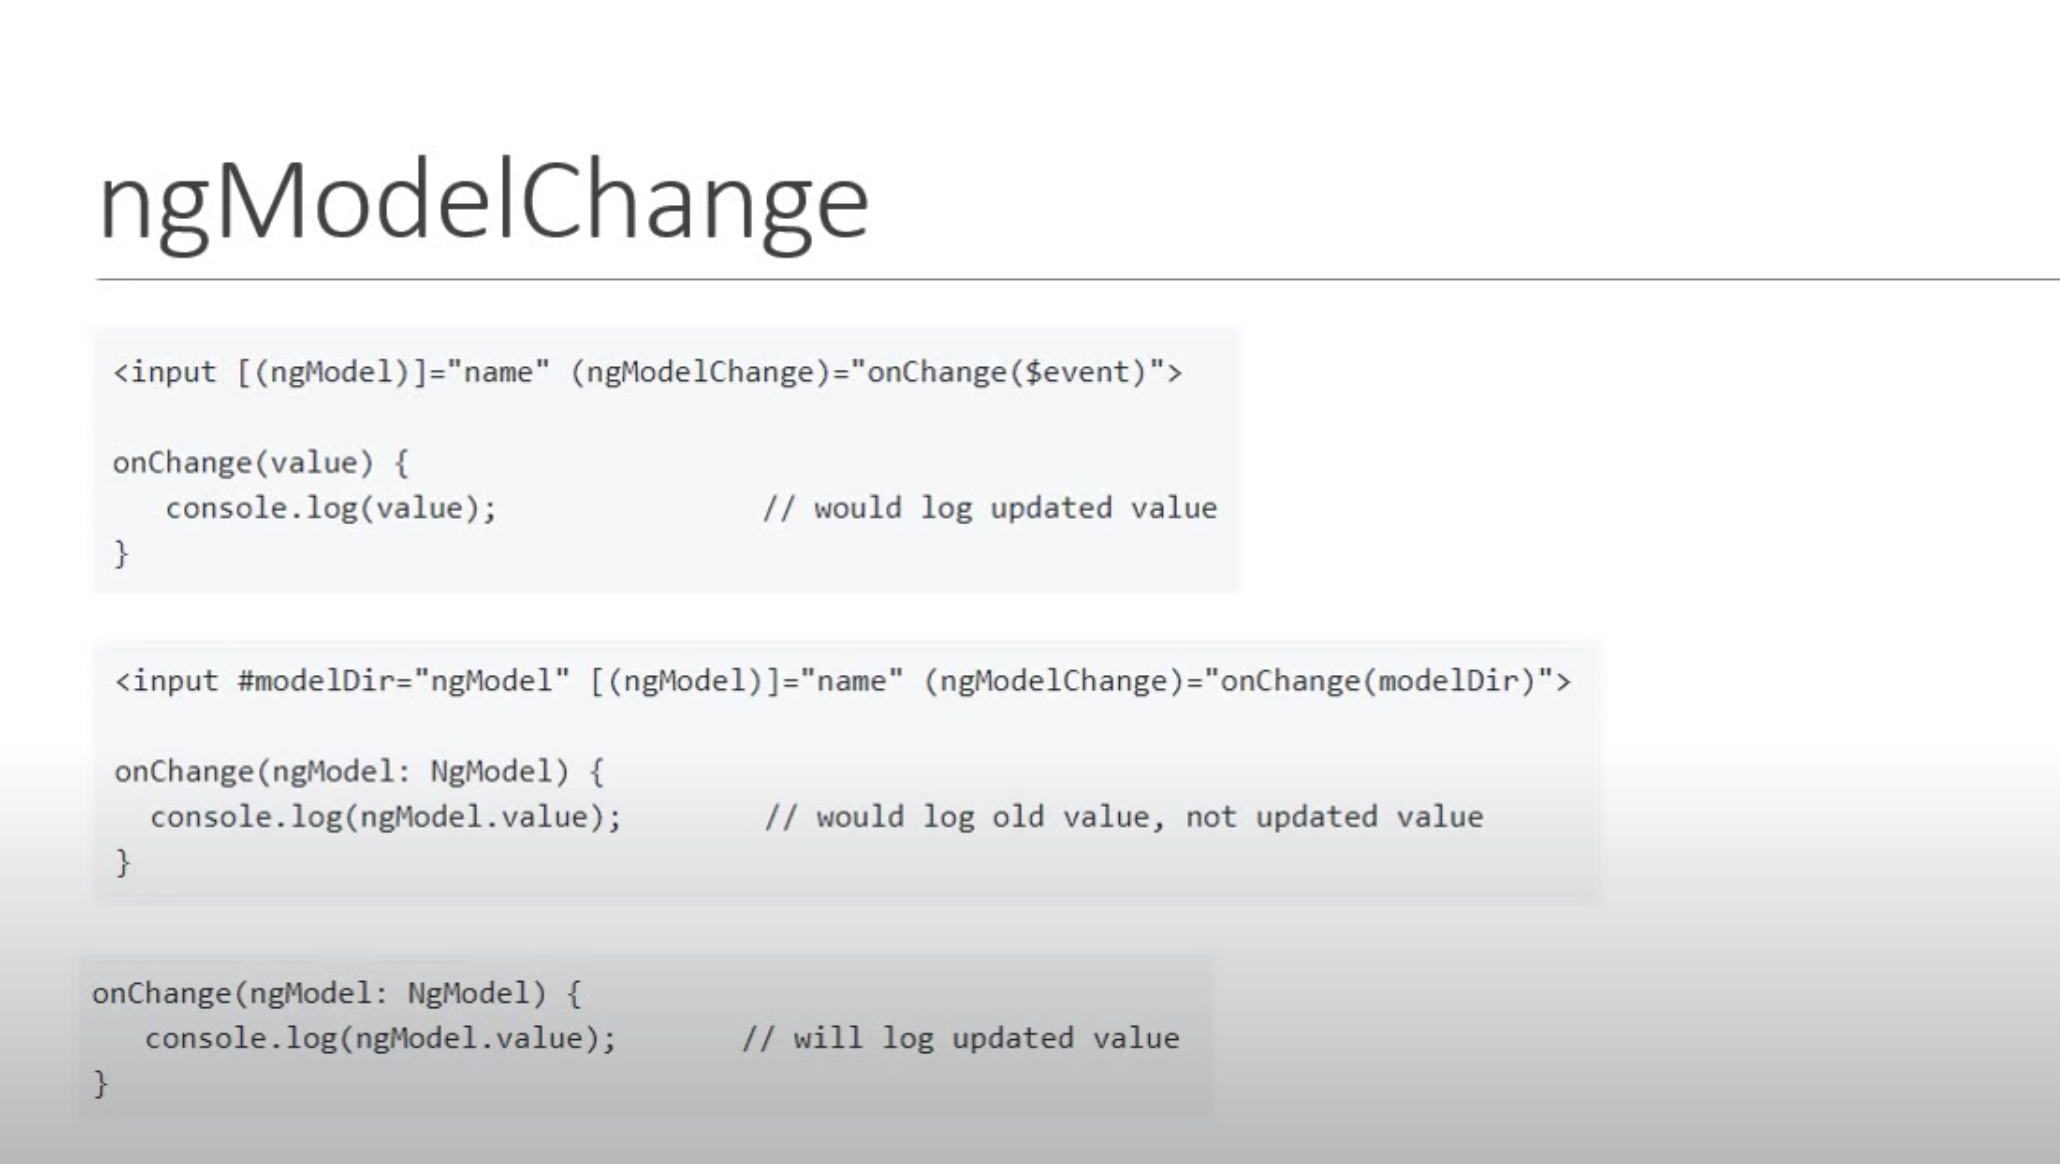 ngModelChange
<input [(ngModel)]="name" (ngModelChange)="onChange($event)">
onChange(value) {
console.log(value); // would log updated value
}
<input #modelDir="ngModel" [(ngModel)]="name" (ngModelChange)="onChange(modelDir)">
onChange(ngModel: NgModel) {
console.log(ngModel.value); // would log old value, not updated value
}
onChange(ngModel: NgModel) {
console.log(ngModel.value); // will log updated value
}